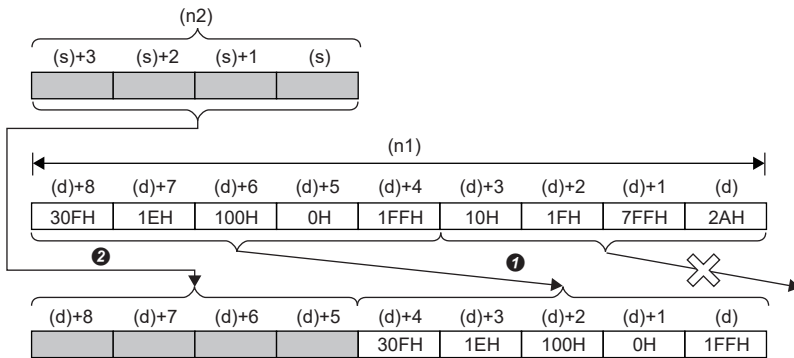 (n2)
(s)+3 (s)+2 (s)+1 (s)
(n1)
(d)+8 (d)+7 (d)+6 (d)+5 (d)+4 (d)+3 (d)+2 (d)+1 (d)
30FH 1EH 100H 0H 1FFH 10H 1FH 7FFH 2AH
❷ ❶
(d)+8 (d)+7 (d)+6 (d)+5 (d)+4 (d)+3 (d)+2 (d)+1 (d)
30FH 1EH 100H 0H 1FFH